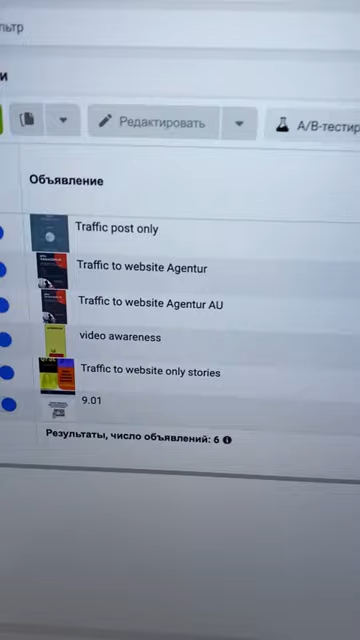 и
Редактировать
A/B-тестир
Объявление
Traffic post only
Traffic to website Agentur
Traffic to website Agentur AU
video awareness
Traffic to website only stories
9.01
Результаты, число объявлений: 6